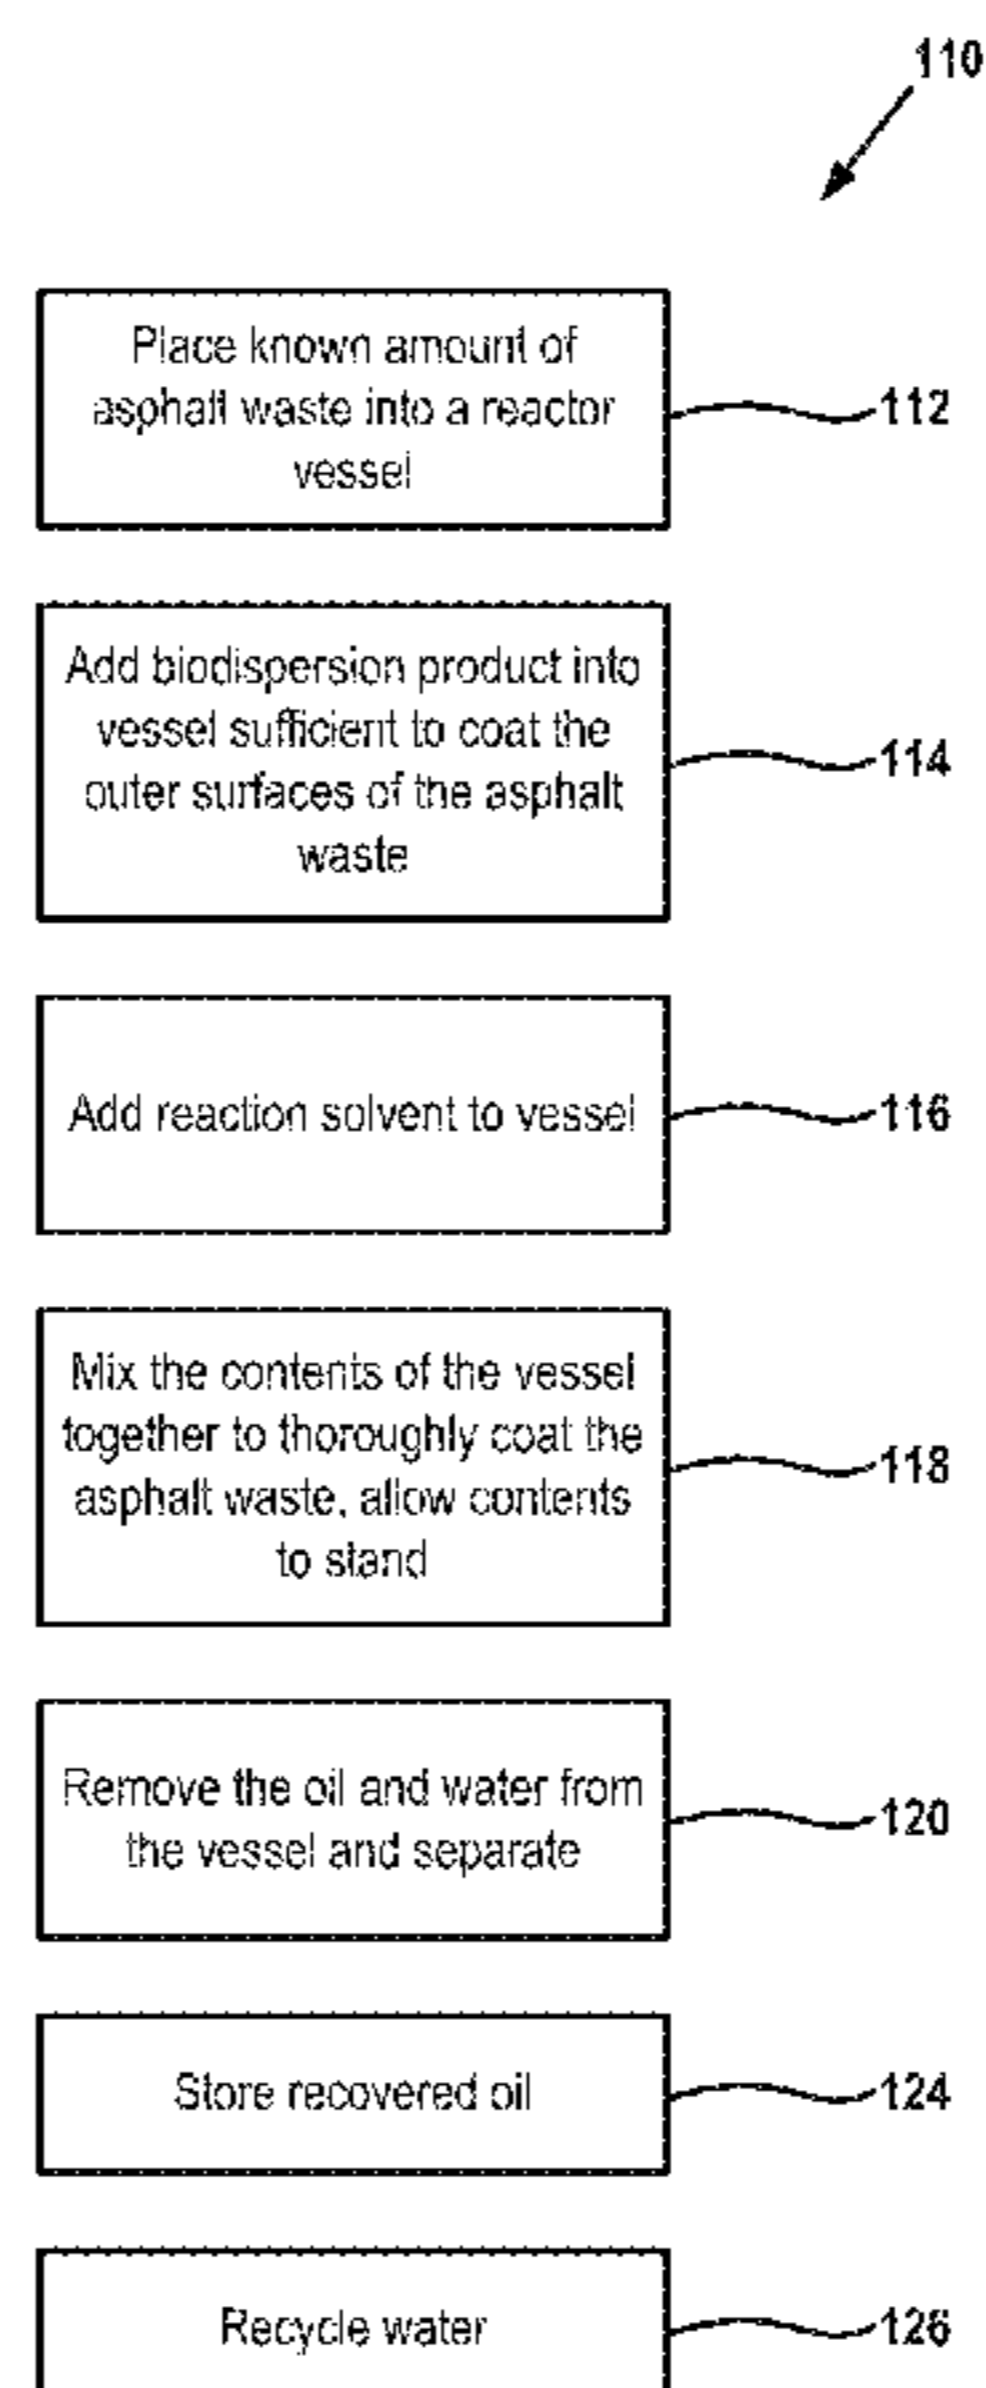 110
Place known amount of
asphalt waste into a reactor
vessel
112
Add biodispersion product into
vessel sufficient to coat the
outer surfaces of the asphalt
waste
114
Add reaction solvent to vessel
116
Mix the contents of the vessel
together to thoroughly coat the
asphalt waste, allow contents
to stand
118
Remove the oil and water from
the vessel and separate
120
Store recovered oil
124
Recycle water
126